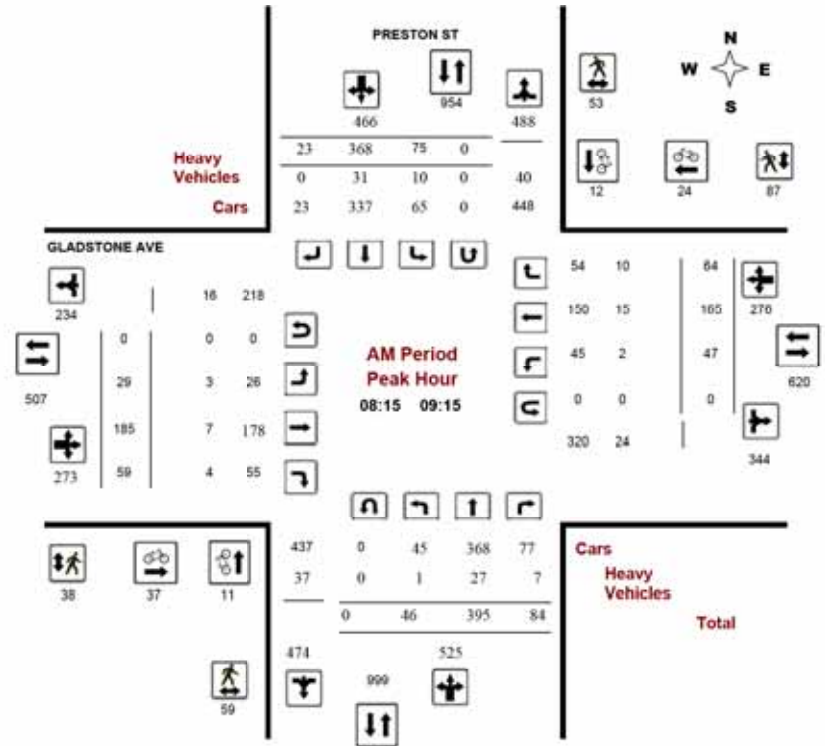 PRESTON ST
N
W E
S
954
53
466 488
23 368 75 0
Heavy
Vehicles
0 31 10 0 40
12 24 87
Cars 23 337 65 0 448
GLADSTONE AVE
54 10 64
16 218
234
150 15 165 276
0 0 0
AM Period
Peak Hour
08:15 09:15
45 2 47
620
507
29 3 26
0 0 0
185 7 178
320 24
344
273 59 4 55
437 0 45 368 77 Cars
37 0 1 27 7 Heavy
Vehicles
38 37 11
0 46 395 84 Total
474 525
999
59